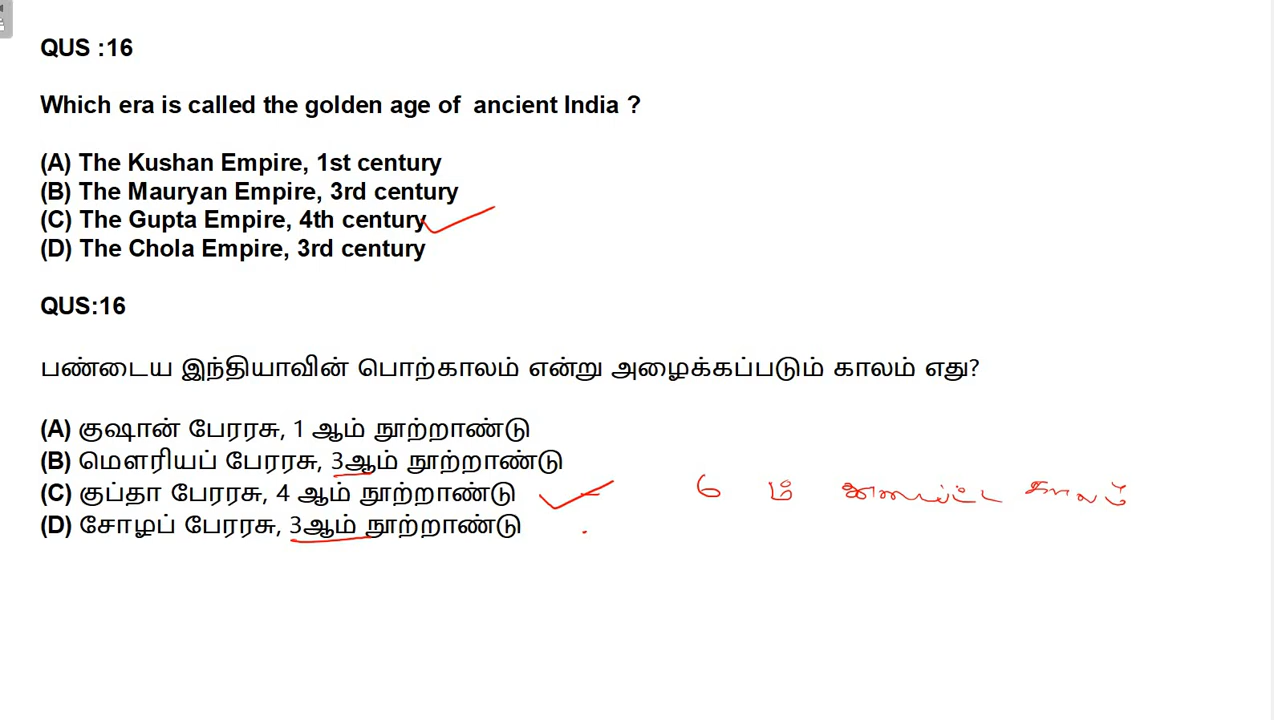 QUS :16
Which era is called the golden age of ancient India ?
(A) The Kushan Empire, 1st century
(B) The Mauryan Empire, 3rd century
(C) The Gupta Empire, 4th century
(D) The Chola Empire, 3rd century
QUS:16
பண்டைய இந்தியாவின் பொற்காலம் என்று அழைக்கப்படும் காலம் எது?
(A) குஷான் பேரரசு, 1 ஆம் நூற்றாண்டு
(B) மௌரியப் பேரரசு, 3ஆம் நூற்றாண்டு
(C) குப்தா பேரரசு, 4 ஆம் நூற்றாண்டு
(D) சோழப் பேரரசு, 3ஆம் நூற்றாண்டு
6 ம் காலம்